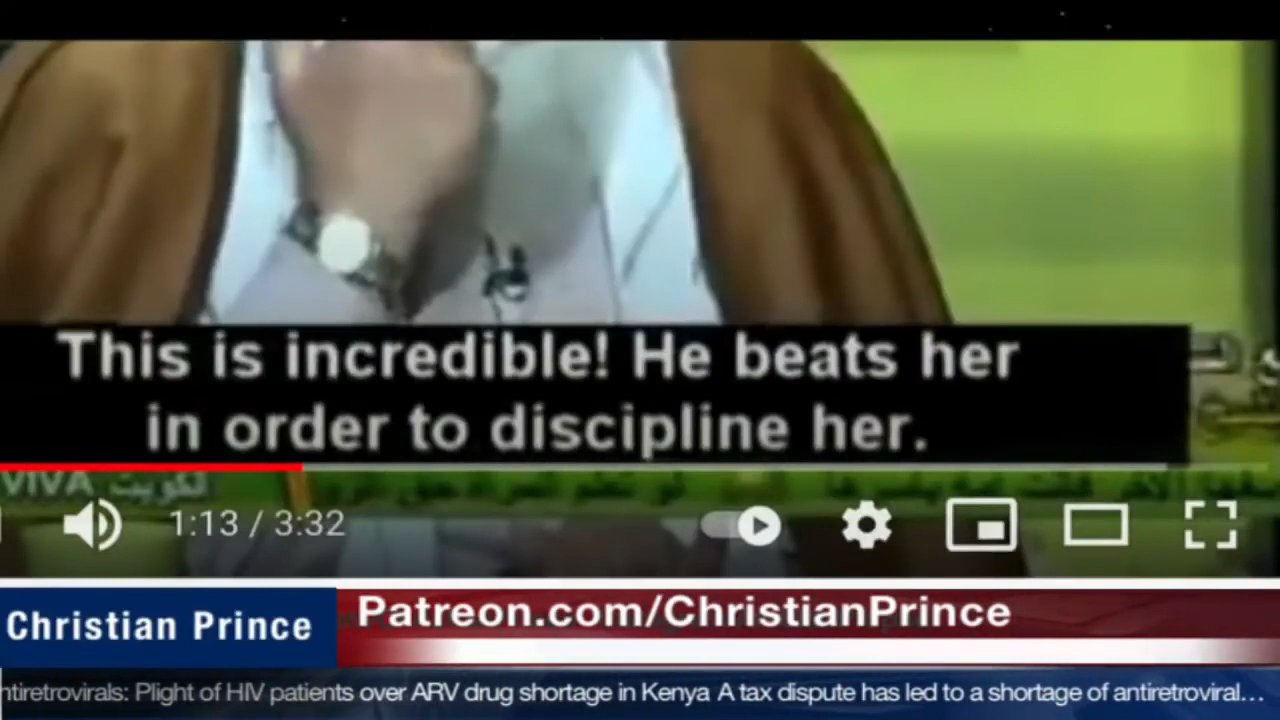 This is incredible! He beats her
in order to discipline her.
VIVA الكويت
1:13 / 3:32
Christian Prince
Patreon.com/ChristianPrince
ntiretrovirals: Plight of HIV patients over ARV drug shortage in Kenya A tax dispute has led to a shortage of antiretroviral…